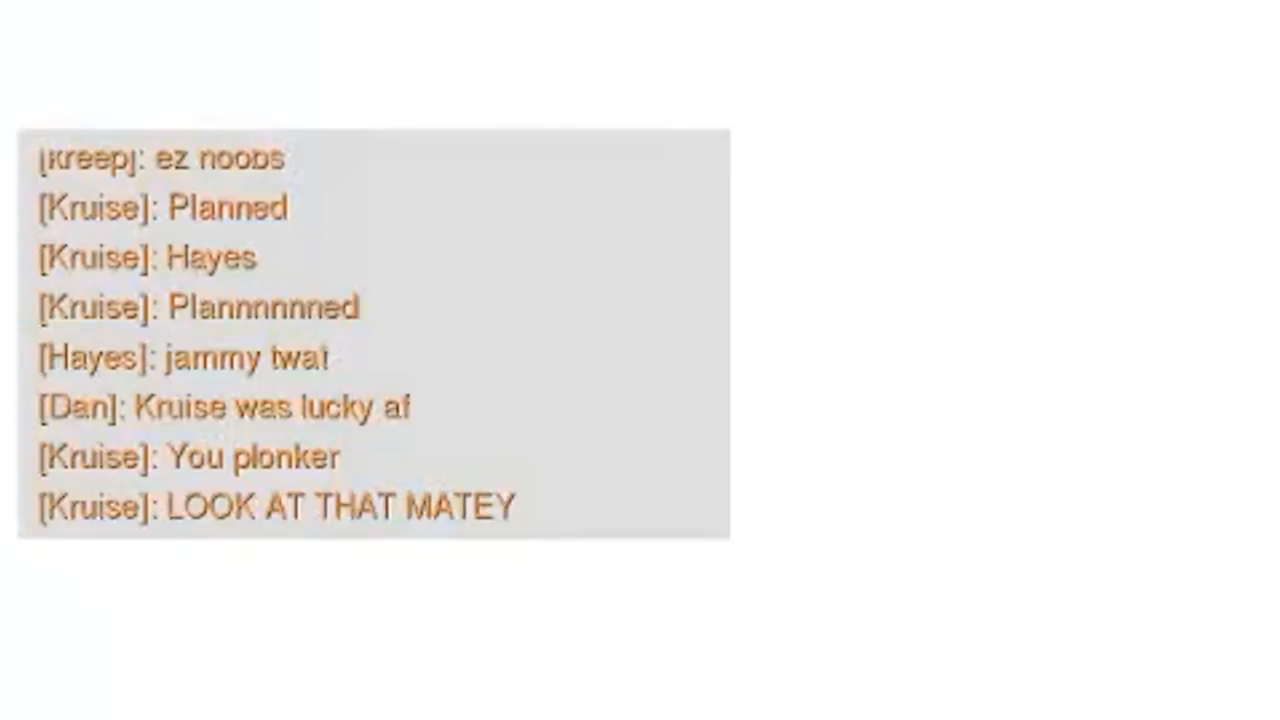 [kreep]: ez noobs
[Kruise]: Planned
[Kruise]: Hayes
[Kruise]: Plannnnnned
[Hayes]: jammy twat
[Dan]: Kruise was lucky af
[Kruise]: You plonker
[Kruise]: LOOK AT THAT MATEY